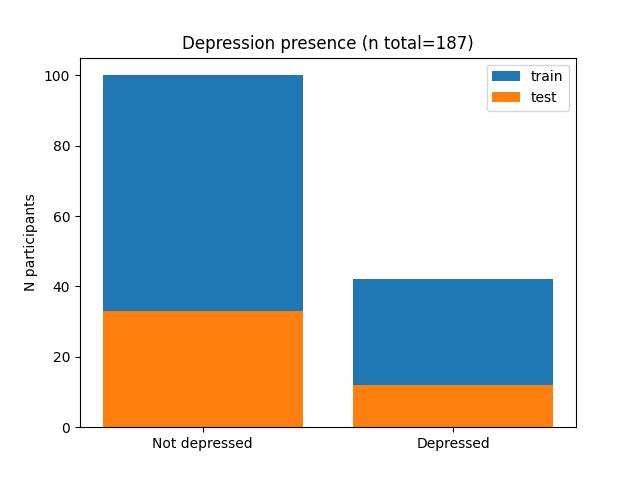 Depression presence (n total=187)
train
test
N participants
100
80
60
40
20
0
Not depressed
Depressed